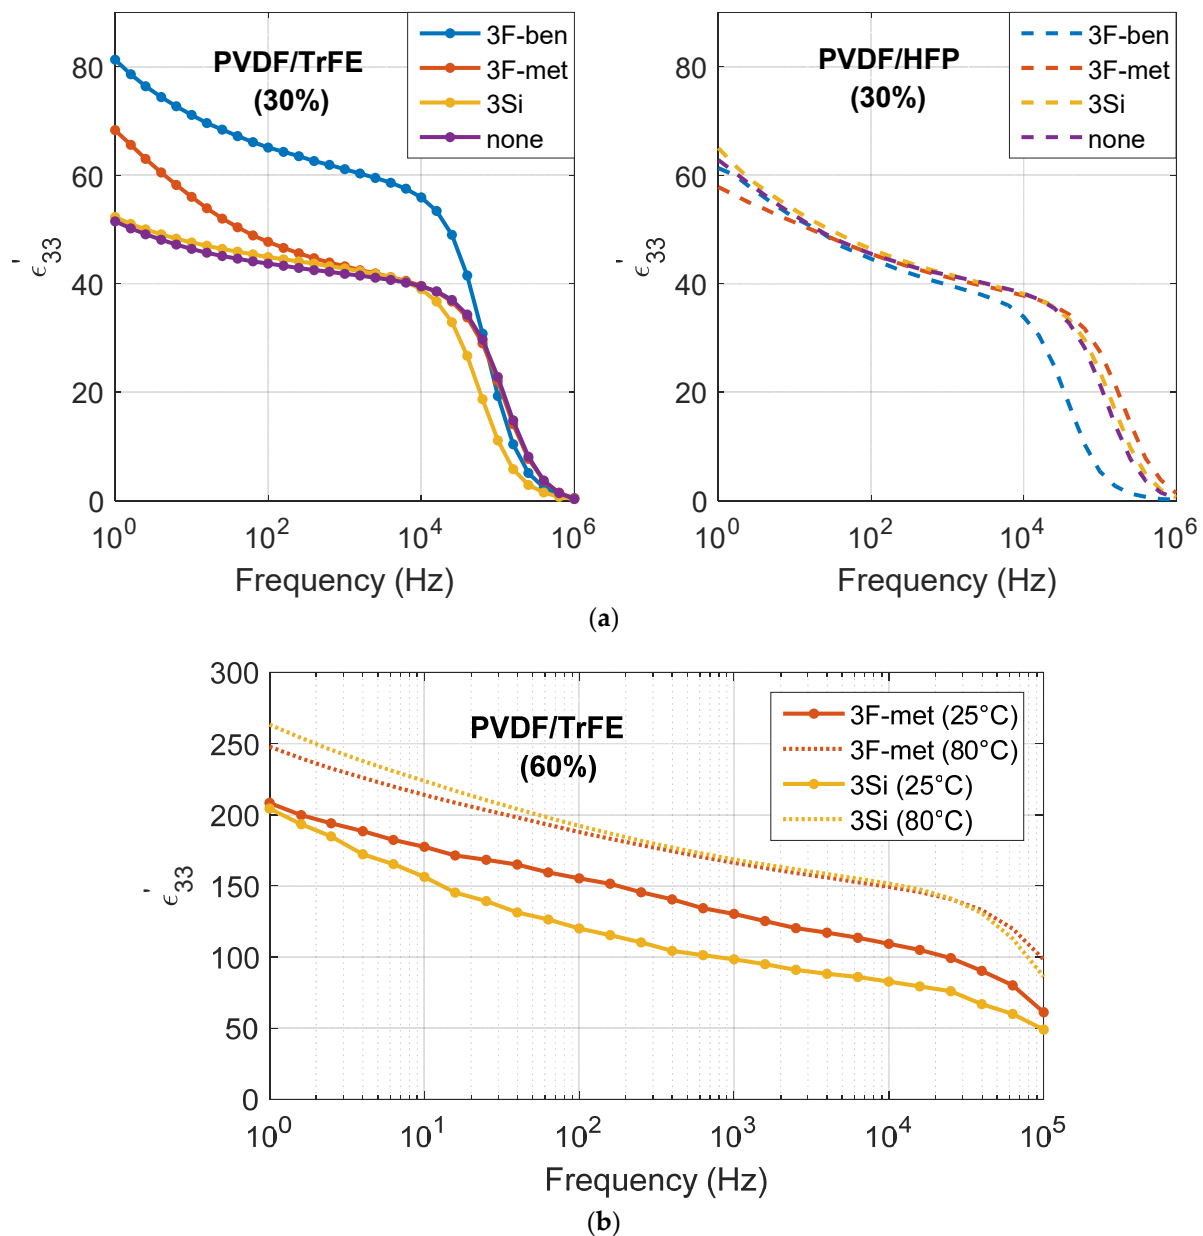 PVDF/TrFE
(30%)
3F-ben
3F-met
3Si
none
80
60
40
20
0
ϵ'33
10^0 10^2 10^4 10^6
Frequency (Hz)
PVDF/HFP
(30%)
3F-ben
3F-met
3Si
none
80
60
40
20
0
ϵ'33
10^0 10^2 10^4 10^6
Frequency (Hz)
(a)
PVDF/TrFE
(60%)
3F-met (25°C)
3F-met (80°C)
3Si (25°C)
3Si (80°C)
300
250
200
150
100
50
0
ϵ'33
10^0 10^1 10^2 10^3 10^4 10^5
Frequency (Hz)
(b)